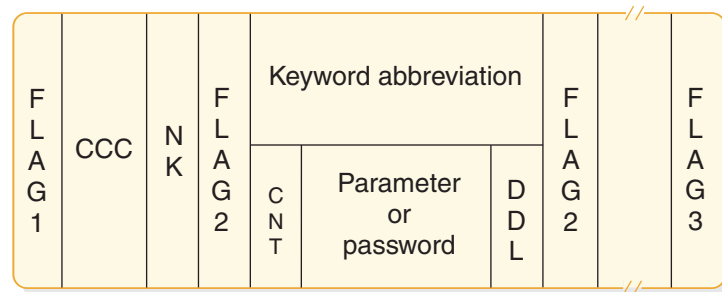 FLAG1
CCC
NK
FLAG2
Keyword abbreviation
CNT
Parameter
or
password
DDL
FLAG2
FLAG3